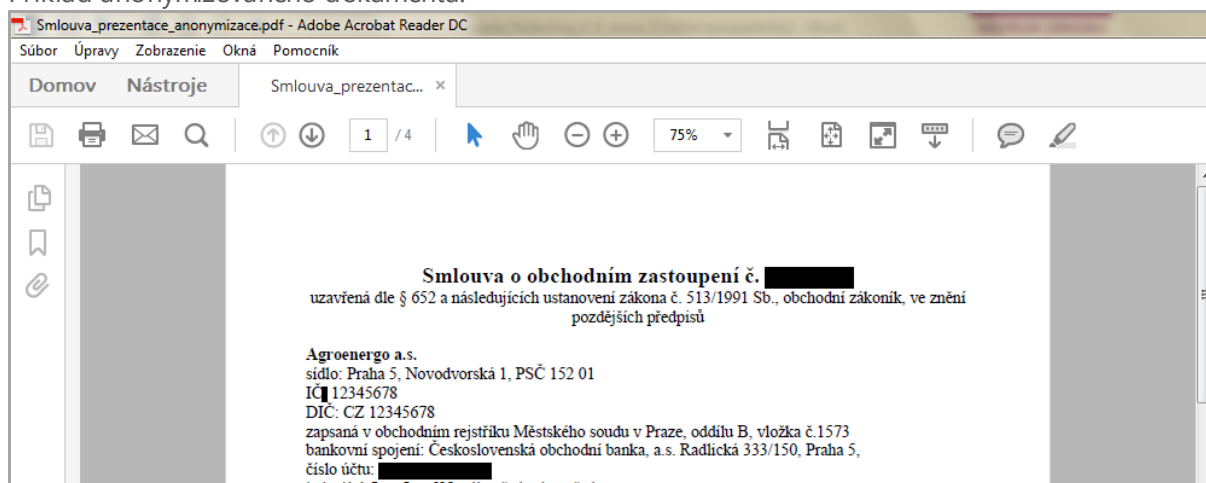 Příklad anonymizovaného dokumentu:
Smlouva_prezentace_anonymizace.pdf - Adobe Acrobat Reader DC
Súbor Úpravy Zobrazenie Okná Pomocník
Domov Nástroje Smlouva_prezentac... ×
1 / 4 75%
Smlouva o obchodním zastoupení č.
uzavřená dle § 652 a následujících ustanovení zákona č. 513/1991 Sb., obchodní zákoník, ve znění
pozdějších předpisů
Agroenergo a.s.
sídlo: Praha 5, Novodvorská 1, PSČ 152 01
IČ 12345678
DIČ: CZ 12345678
zapsaná v obchodním rejstříku Městského soudu v Praze, oddílu B, vložka č.1573
bankovní spojení: Československá obchodní banka, a.s. Radlická 333/150, Praha 5,
číslo účtu: